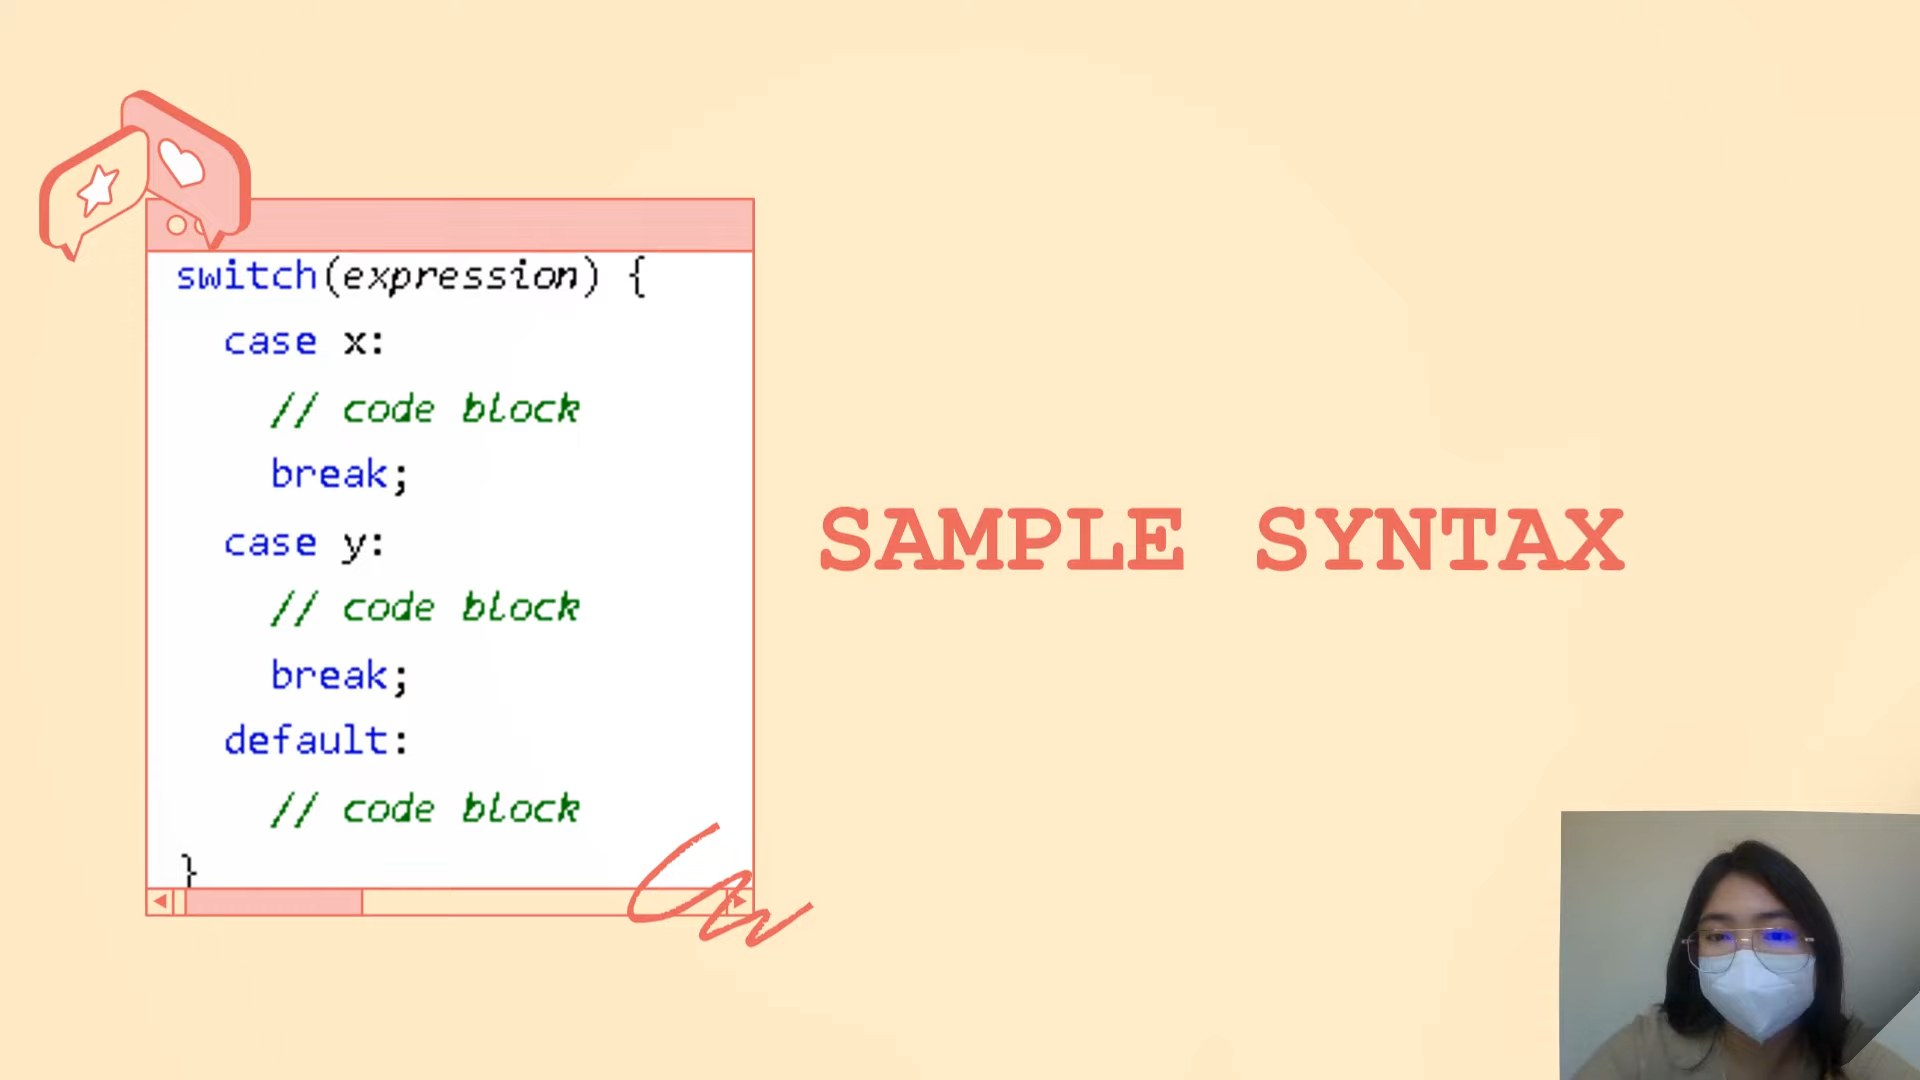 switch(expression) {
case x:
// code block
break;
case y:
// code block
break;
default:
// code block
}
SAMPLE SYNTAX